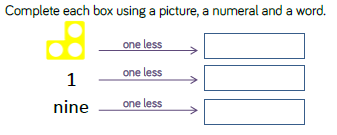 Complete each box using a picture, a numeral and a word.
one less
1 one less
nine one less